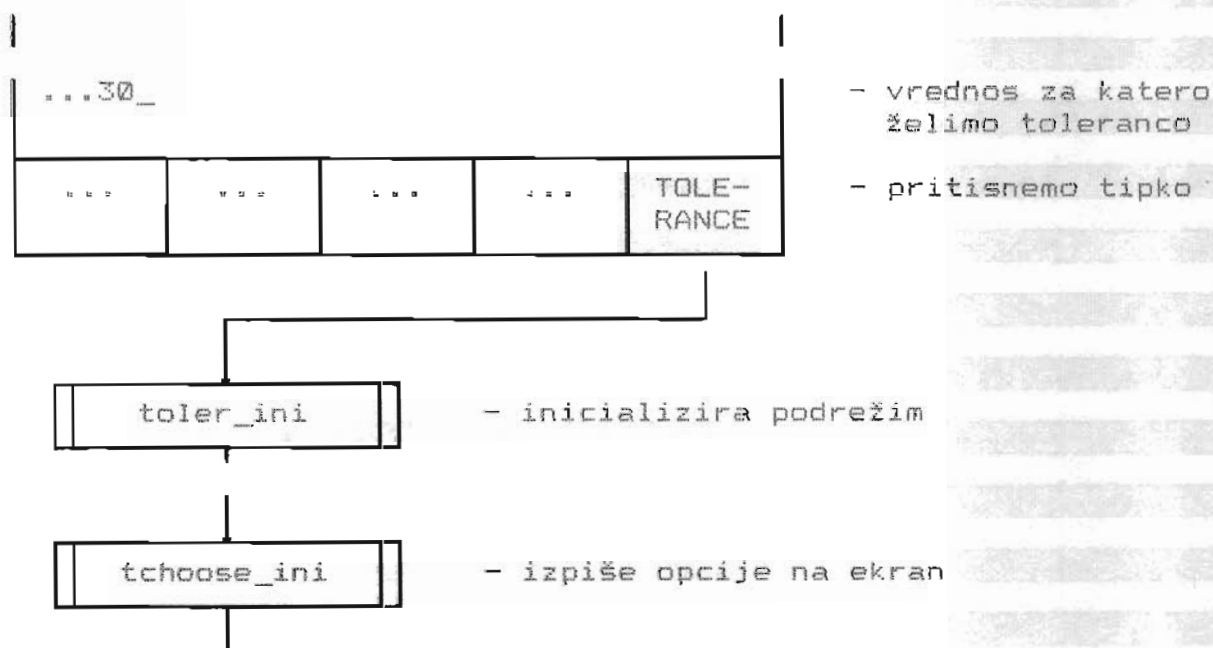 ...30_
- vrednos za katero
želimo toleranco
... ... ... ... TOLE-
RANCE
- pritisnemo tipko
toler_ini
- inicializira podrežim
tchoose_ini
- izpiše opcije na ekran